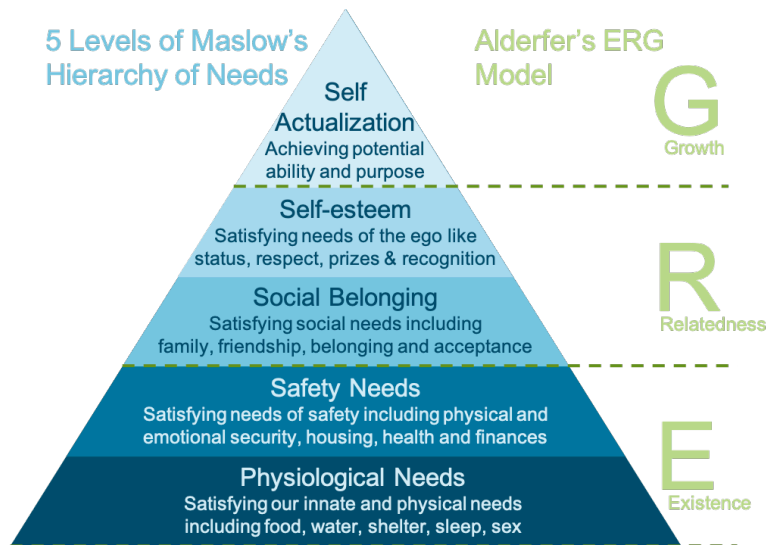 5 Levels of Maslow's
Hierarchy of Needs
Alderfer's ERG
Model
Self
Actualization
Achieving potential
ability and purpose
G
Growth
Self-esteem
Satisfying needs of the ego like
status, respect, prizes & recognition
Social Belonging
Satisfying social needs including
family, friendship, belonging and acceptance
R
Relatedness
Safety Needs
Satisfying needs of safety including physical and
emotional security, housing, health and finances
Physiological Needs
Satisfying our innate and physical needs
including food, water, shelter, sleep, sex
E
Existence